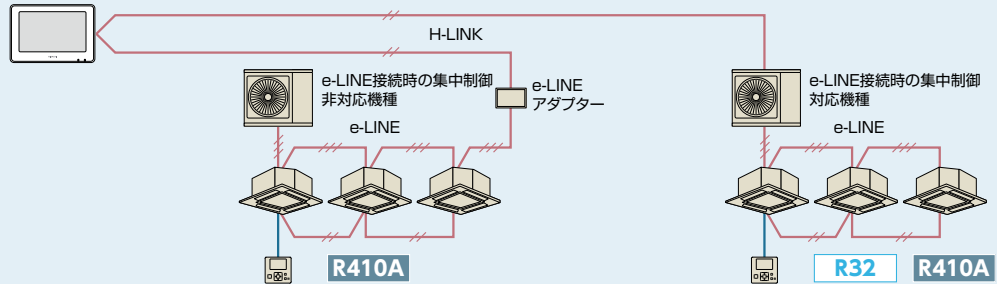 H-LINK
e-LINE接続時の集中制御
非対応機種
e-LINE
アダプター
e-LINE
R410A
e-LINE接続時の集中制御
対応機種
e-LINE
R32
R410A